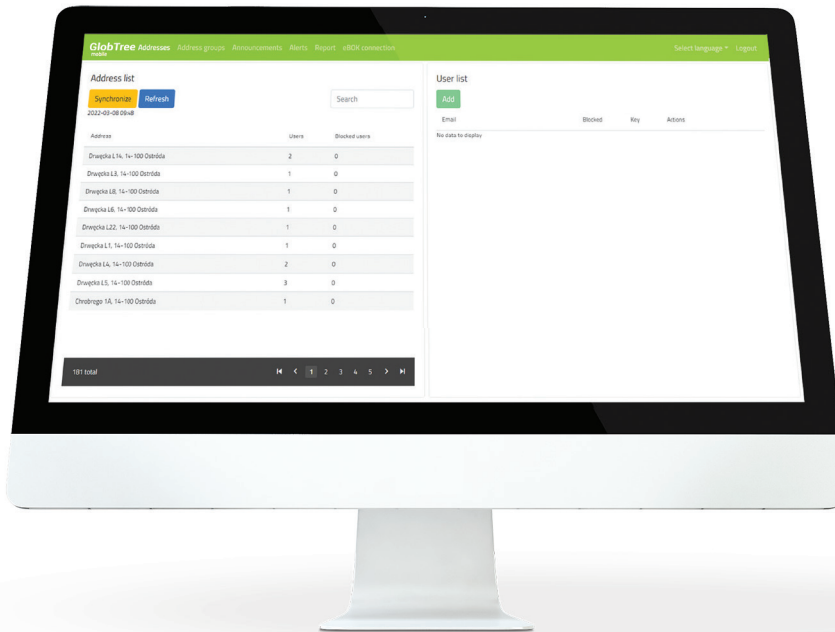 GlobTree Addresses Address groups Announcements Alerts Report eBOK connection Select language Logout
mobile
Address list
Synchronize Refresh Search
2022-03-08 09:48
Address Users Blocked users
Drwęcka L14, 14-100 Ostróda 2 0
Drwęcka L3, 14-100 Ostróda 1 0
Drwęcka L8, 14-100 Ostróda 1 0
Drwęcka L6, 14-100 Ostróda 1 0
Drwęcka L22, 14-100 Ostróda 1 0
Drwęcka L1, 14-100 Ostróda 1 0
Drwęcka L4, 14-100 Ostróda 2 0
Drwęcka L5, 14-100 Ostróda 3 0
Chrobrego 1A, 14-100 Ostróda 1 0
181 total 1 2 3 4 5
User list
Add
Email Blocked Key Actions
No data to display